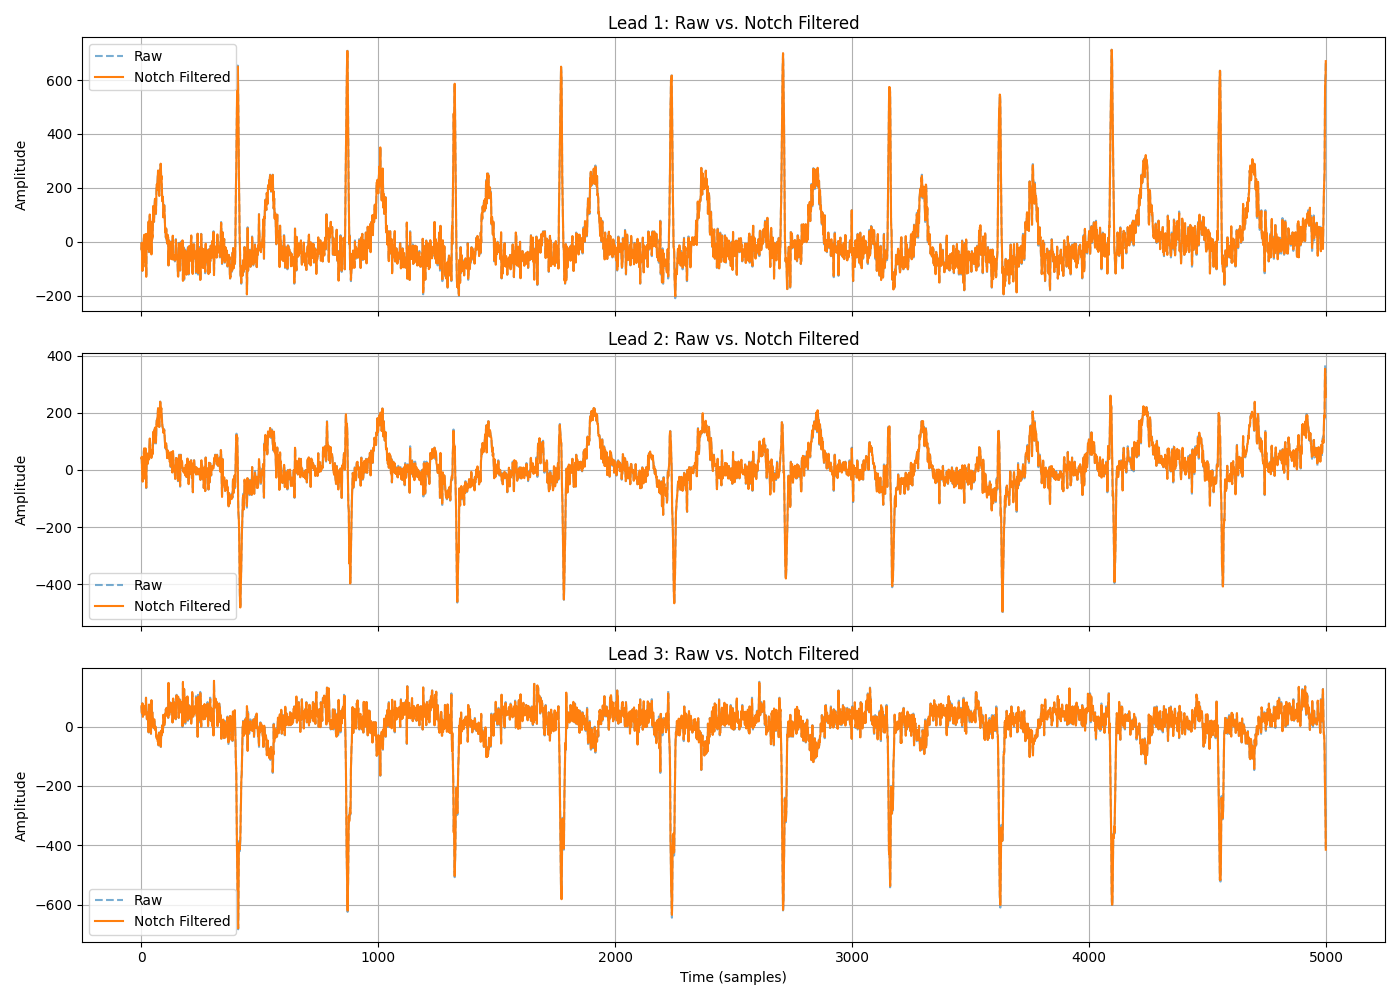 Lead 1: Raw vs. Notch Filtered
Raw
Notch Filtered
Amplitude
600
400
200
0
−200
Lead 2: Raw vs. Notch Filtered
Amplitude
400
200
0
−200
−400
Raw
Notch Filtered
Lead 3: Raw vs. Notch Filtered
Amplitude
0
−200
−400
−600
Raw
Notch Filtered
0 1000 2000 3000 4000 5000
Time (samples)